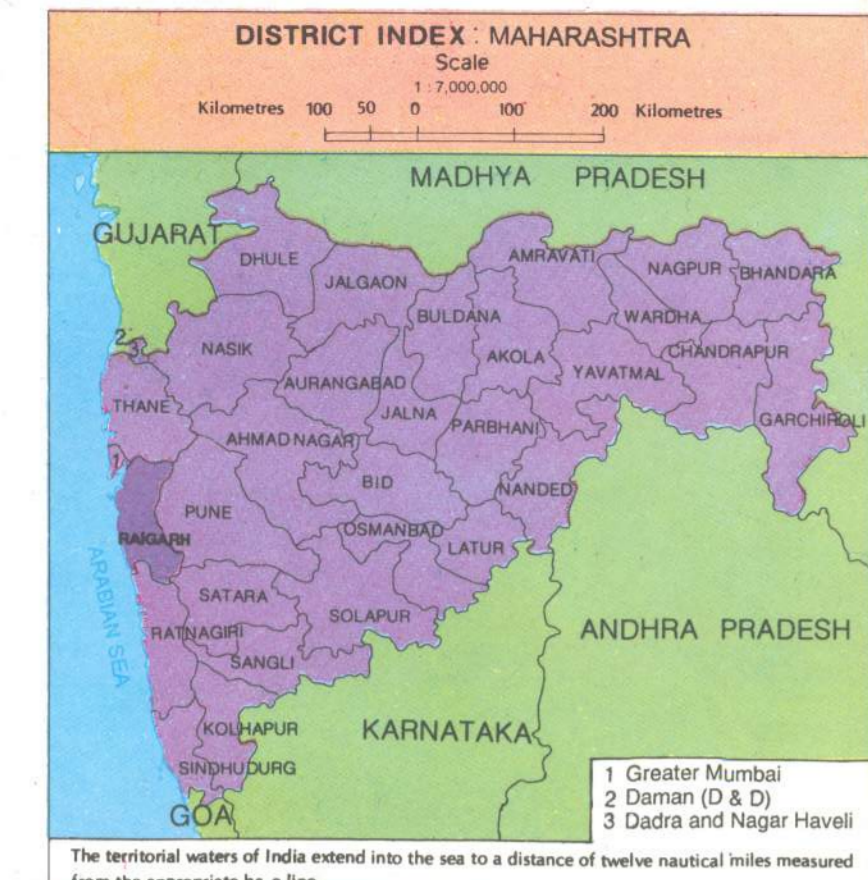 DISTRICT INDEX : MAHARASHTRA
Scale
1 : 7,000,000
Kilometres 100 50 0 100 200 Kilometres
MADHYA PRADESH
GUJARAT
DHULE
JALGAON
AMRAVATI
NAGPUR
BHANDARA
BULDANA
WARDHA
2
3
NASIK
AKOLA
CHANDRAPUR
YAVATMAL
AURANGABAD
THANE
JALNA
PARBHANI
GARCHIROLI
AHMADNAGAR
1
BID
NANDED
PUNE
OSMANBAD
RAIGARH
LATUR
ARABIAN SEA
SATARA
SOLAPUR
RATNAGIRI
ANDHRA PRADESH
SANGLI
KOLHAPUR
KARNATAKA
SINDHUDURG
GOA
1 Greater Mumbai
2 Daman (D & D)
3 Dadra and Nagar Haveli
The territorial waters of India extend into the sea to a distance of twelve nautical miles measured
from the appropriate